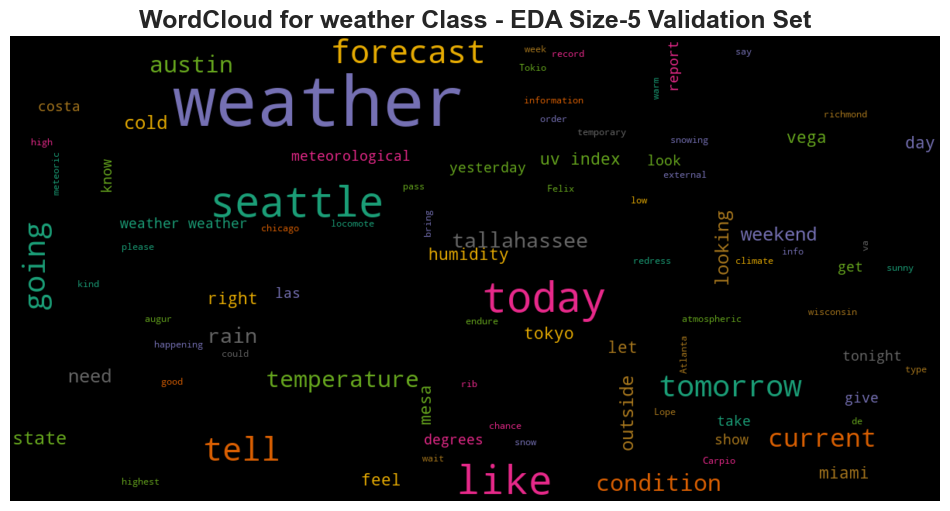 WordCloud for weather Class - EDA Size-5 Validation Set
week
record
report
say
forecast
austin
Tokio
weather
warm
costa
information
cold
order
richmond
temporary
vega
day
high
snowing
meteorological
uv index
look
know
yesterday
meteoric
external
pass
Felix
seattle
low
weather weather
locomote
bring
chicago
tallahassee
looking
weekend
going
please
humidity
redress
climate
info
va
get
sunny
kind
right
las
today
wisconsin
augur
endure
atmospheric
rain
tokyo
happening
could
let
Atlanta
tonight
need
good
temperature
rib
tomorrow
type
mesa
outside
give
Lope
take
de
chance
state
tell
degrees
snow
show
current
wait
Carpio
highest
feel
like
condition
miami